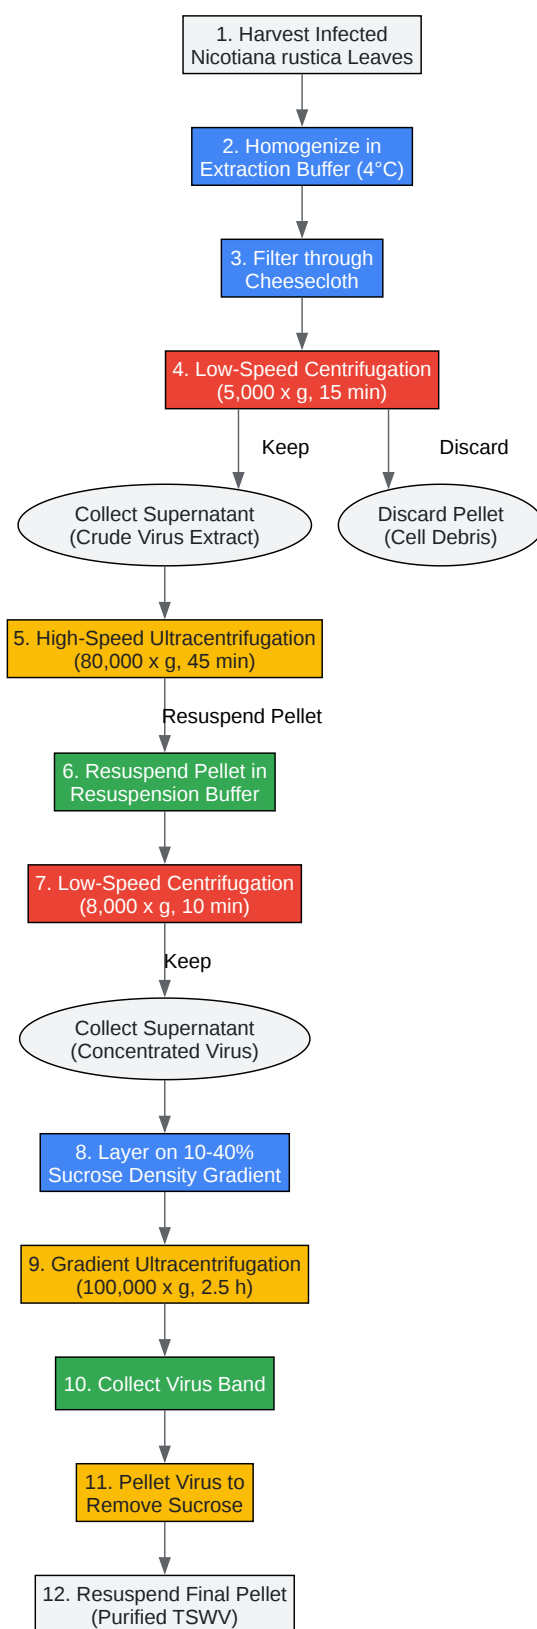 1. Harvest Infected
Nicotiana rustica Leaves
2. Homogenize in
Extraction Buffer (4°C)
3. Filter through
Cheesecloth
4. Low-Speed Centrifugation
(5,000 x g, 15 min)
Keep
Discard
Collect Supernatant
(Crude Virus Extract)
Discard Pellet
(Cell Debris)
5. High-Speed Ultracentrifugation
(80,000 x g, 45 min)
Resuspend Pellet
6. Resuspend Pellet in
Resuspension Buffer
7. Low-Speed Centrifugation
(8,000 x g, 10 min)
Keep
Collect Supernatant
(Concentrated Virus)
8. Layer on 10-40%
Sucrose Density Gradient
9. Gradient Ultracentrifugation
(100,000 x g, 2.5 h)
10. Collect Virus Band
11. Pellet Virus to
Remove Sucrose
12. Resuspend Final Pellet
(Purified TSWV)